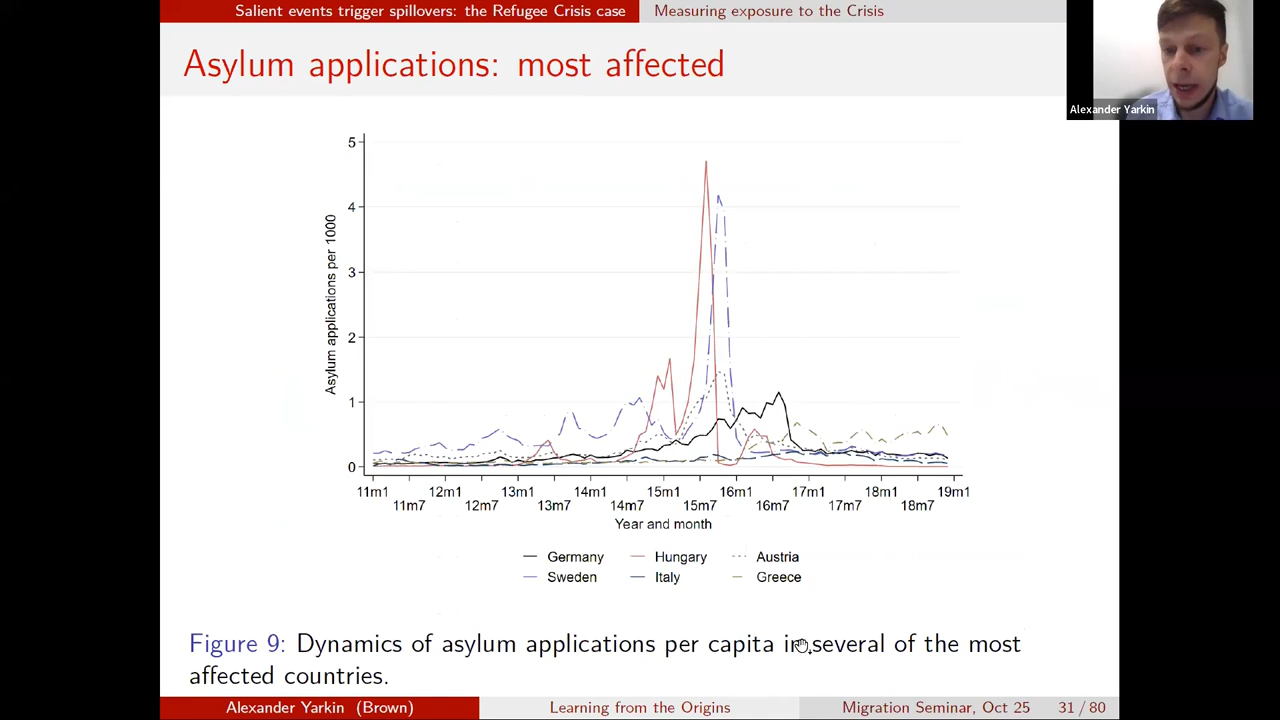 Salient events trigger spillovers: the Refugee Crisis case Measuring exposure to the Crisis
Asylum applications: most affected
Alexander Yarkin
Asylum applications per 1000
5
4
3
2
1
0
11m1 12m1 13m1 14m1 15m1 16m1 17m1 18m1 19m1
11m7 12m7 13m7 14m7 15m7 16m7 17m7 18m7
Year and month
Germany Hungary Austria
Sweden Italy Greece
Figure 9: Dynamics of asylum applications per capita in several of the most
affected countries.
Alexander Yarkin (Brown) Learning from the Origins Migration Seminar, Oct 25 31 / 80